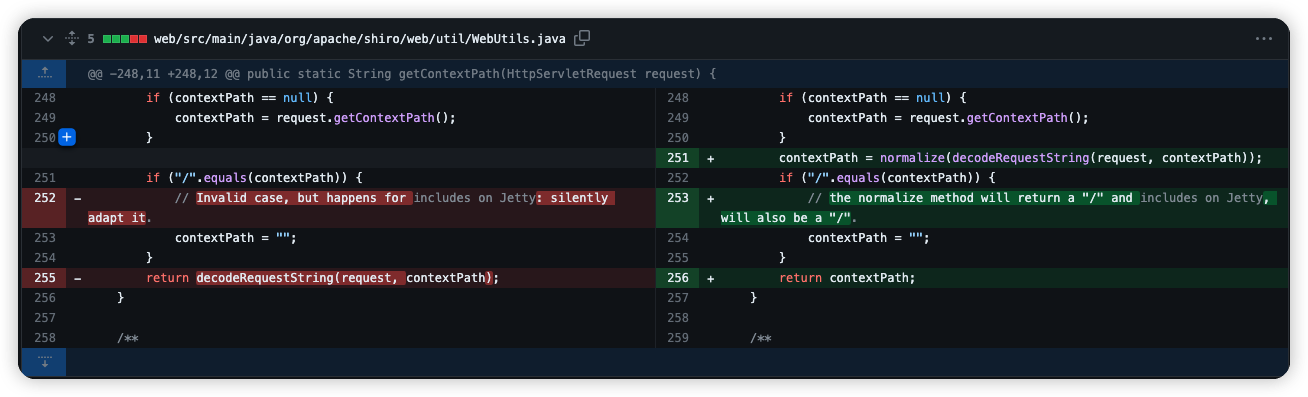 5 web/src/main/java/org/apache/shiro/web/util/WebUtils.java
@@ -248,11 +248,12 @@ public static String getContextPath(HttpServletRequest request) {
248 if (contextPath == null) {
249 contextPath = request.getContextPath();
250 }
251 if ("/".equals(contextPath)) {
252 - // Invalid case, but happens for includes on Jetty: silently
adapt it.
253 contextPath = "";
254 }
255 - return decodeRequestString(request, contextPath);
256 }
257
258 /**
248 if (contextPath == null) {
249 contextPath = request.getContextPath();
250 }
251 + contextPath = normalize(decodeRequestString(request, contextPath));
252 if ("/".equals(contextPath)) {
253 + // the normalize method will return a "/" and includes on Jetty,
will also be a "/".
254 contextPath = "";
255 }
256 + return contextPath;
257 }
258
259 /**